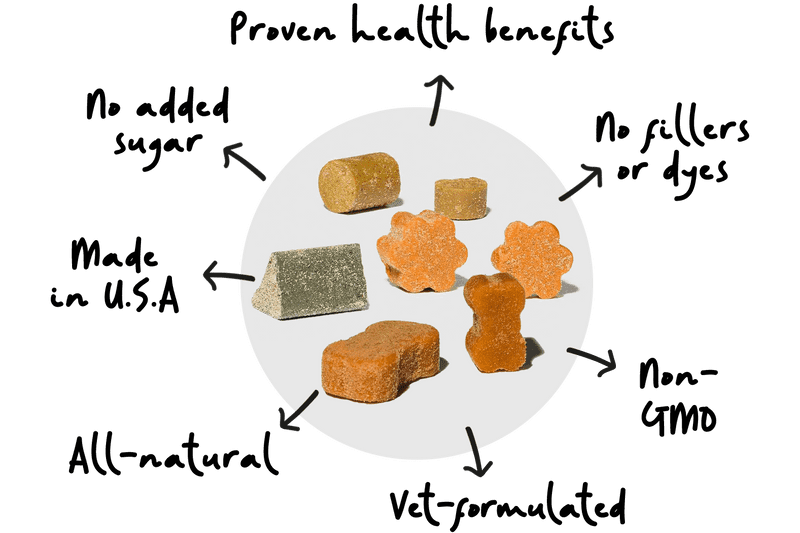 Proven health benefits
No added
sugar
No fillers
or dyes
Made
in U.S.A
Non-
GMO
All-natural
Vet-formulated